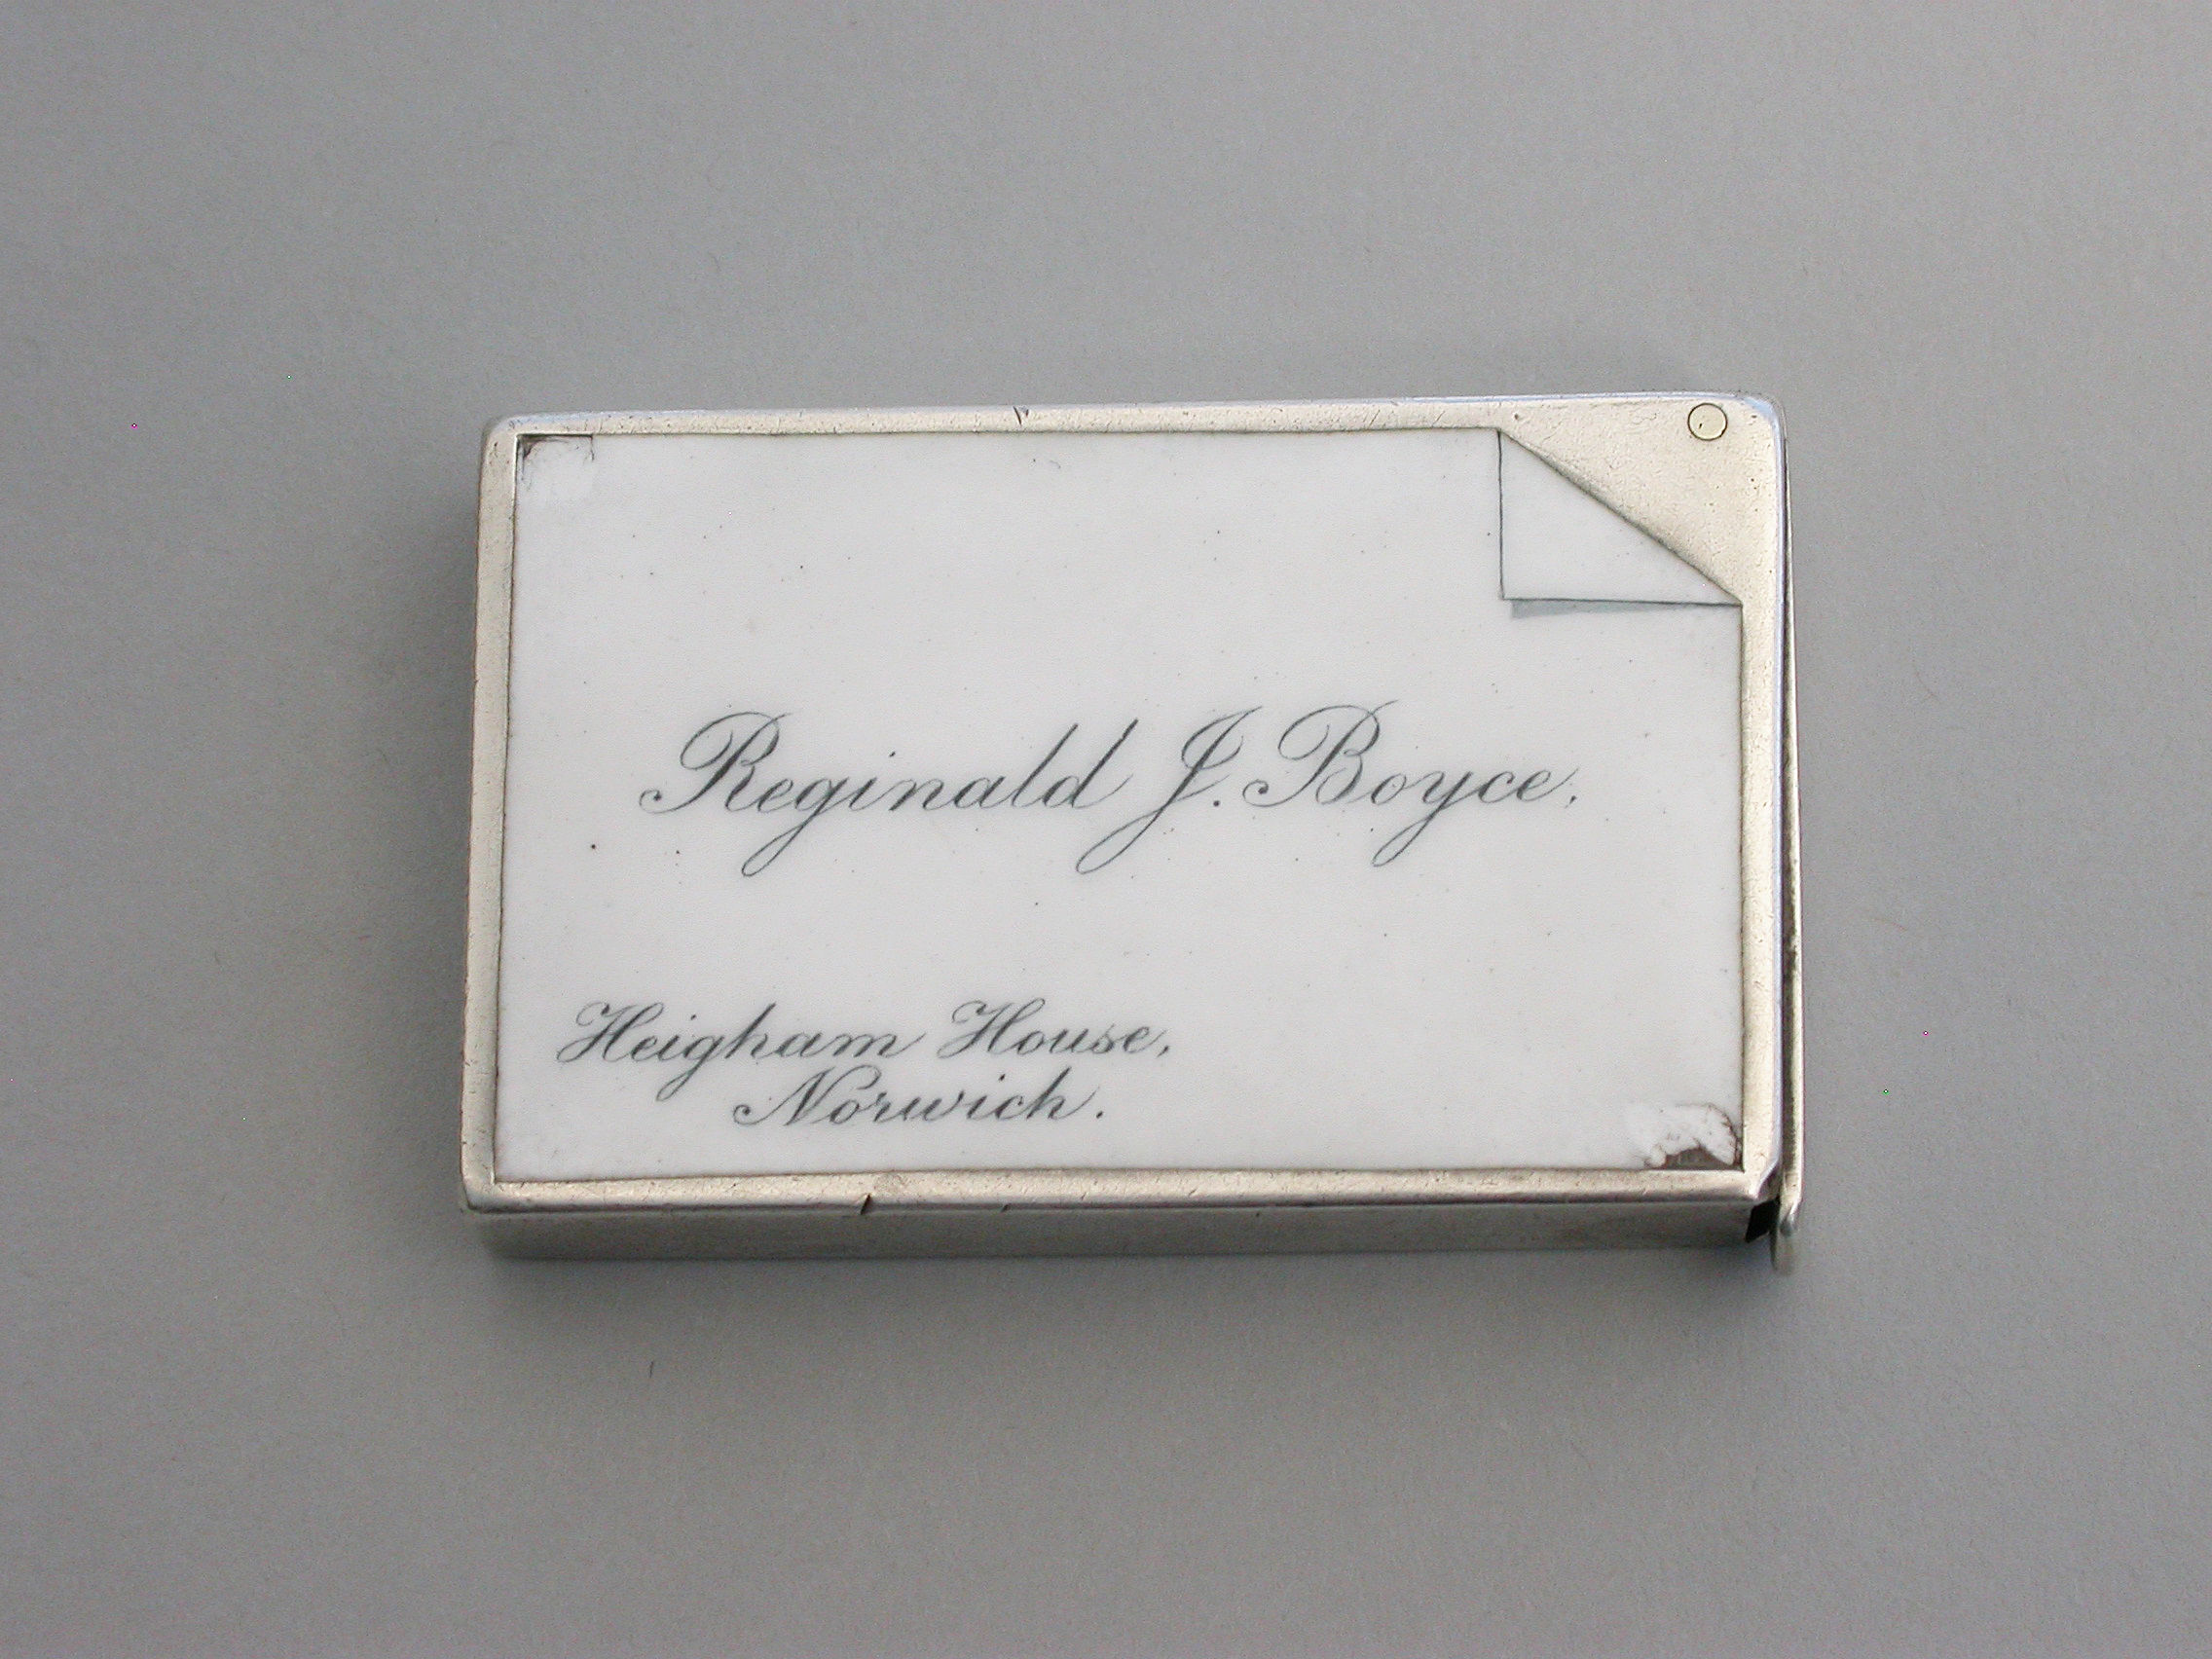 Reginald J. Boyce,
Heigham House,
Norwich.